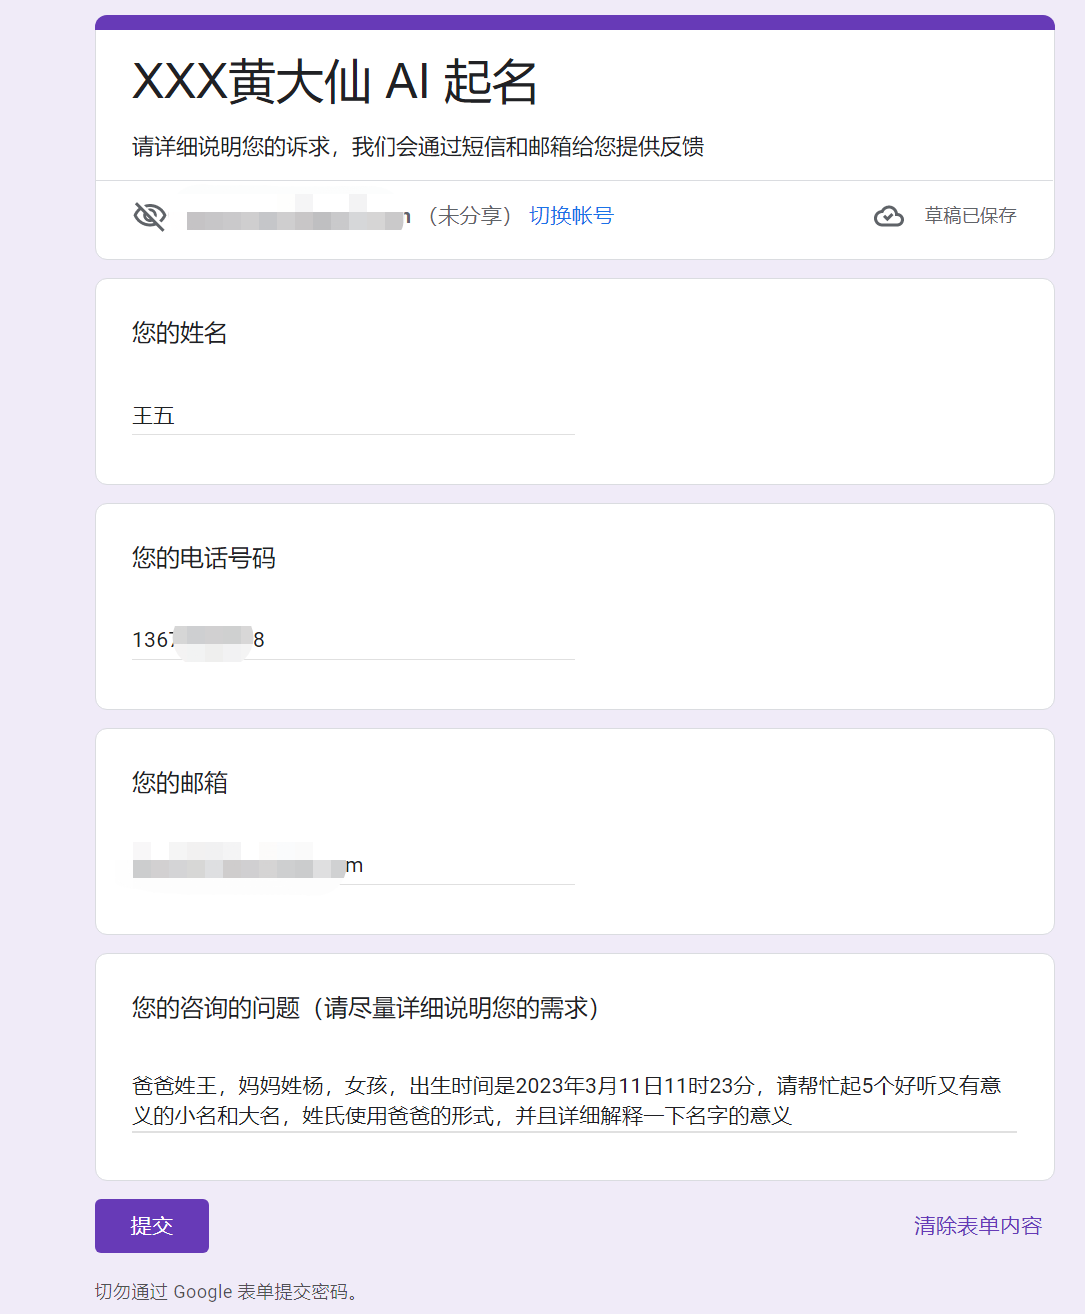 XXX黄大仙 AI 起名
请详细说明您的诉求，我们会通过短信和邮箱给您提供反馈
（未分享） 切换帐号 草稿已保存
您的姓名
王五
您的电话号码
1367 8
您的邮箱
m
您的咨询的问题（请尽量详细说明您的需求）
爸爸姓王，妈妈姓杨，女孩，出生时间是2023年3月11日11时23分，请帮忙起5个好听又有意
义的小名和大名，姓氏使用爸爸的形式，并且详细解释一下名字的意义
提交 清除表单内容
切勿通过 Google 表单提交密码。